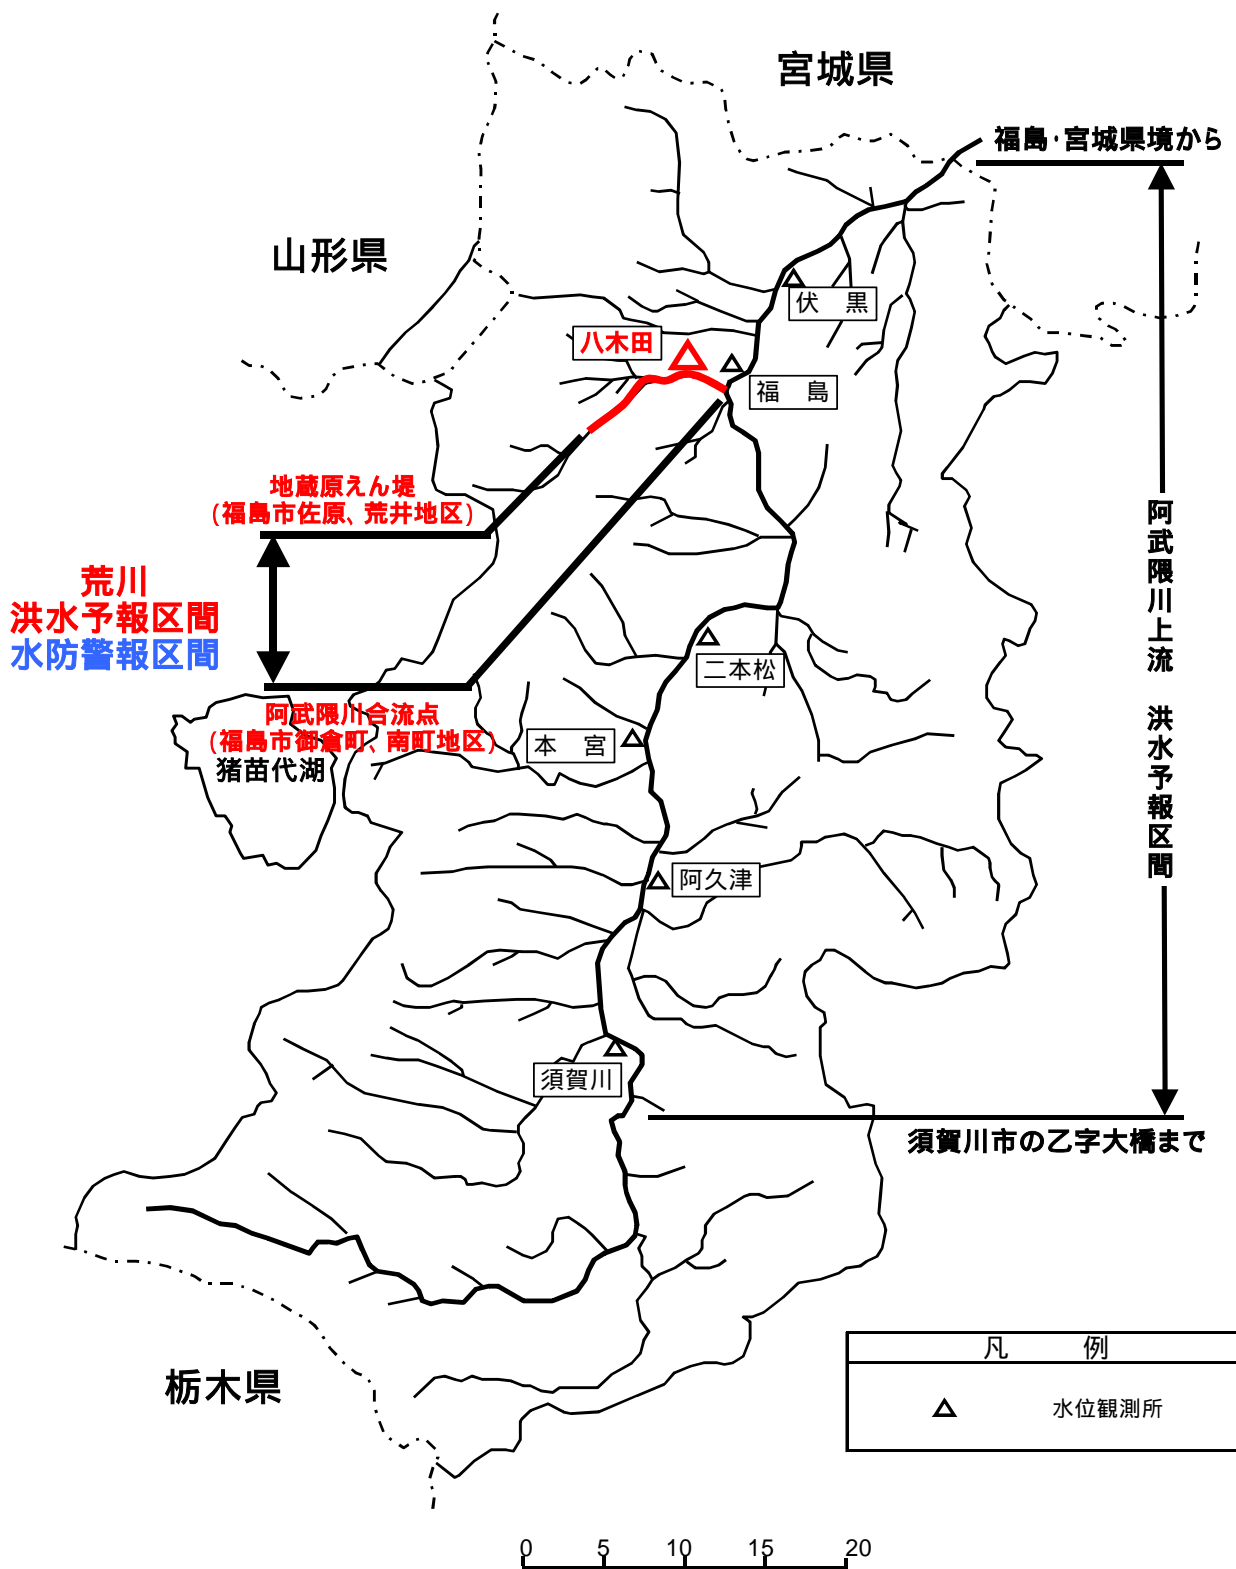 宮城県
福島・宮城県境から
山形県
伏　黒
八木田
福　島
地蔵原えん堤
(福島市佐原、荒井地区)
荒川
洪水予報区間
水防警報区間
阿武隈川上流　洪水予報区間
二本松
阿武隈川合流点
(福島市御倉町、南町地区)
猪苗代湖
本　宮
阿久津
須賀川
須賀川市の乙字大橋まで
栃木県
凡　例
水位観測所
0 5 10 15 20